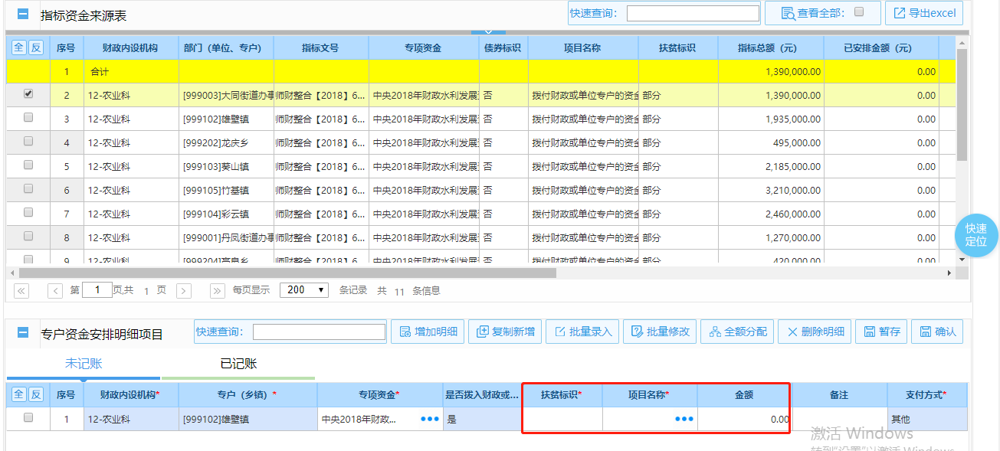 指标资金来源表 快速查询： 查看全部： 导出excel
全 反 序号 财政内设机构 部门（单位、专户） 指标文号 专项资金 债券标识 项目名称 扶贫标识 指标总额（元） 已安排金额（元）
1 合计 1,390,000.00 0.00
2 12-农业科 [999003]大同街道办事 师财整合【2018】6... 中央2018年财政水利发展 否 拨付财政或单位专户的资金 部分 1,390,000.00 0.00
3 12-农业科 [999102]雄壁镇 师财整合【2018】6... 中央2018年财政水利发展 否 拨付财政或单位专户的资金 部分 1,935,000.00 0.00
4 12-农业科 [999202]龙庆乡 师财整合【2018】6... 中央2018年财政水利发展 否 拨付财政或单位专户的资金 部分 495,000.00 0.00
5 12-农业科 [999103]葵山镇 师财整合【2018】6... 中央2018年财政水利发展 否 拨付财政或单位专户的资金 部分 2,185,000.00 0.00
6 12-农业科 [999105]竹基镇 师财整合【2018】6... 中央2018年财政水利发展 否 拨付财政或单位专户的资金 部分 3,210,000.00 0.00
7 12-农业科 [999104]彩云镇 师财整合【2018】6... 中央2018年财政水利发展 否 拨付财政或单位专户的资金 部分 2,460,000.00 0.00
8 12-农业科 [999001]丹凤街道办事 师财整合【2018】6... 中央2018年财政水利发展 否 拨付财政或单位专户的资金 部分 1,270,000.00 0.00
9 12-农业科 [999204]高良乡 师财整合【2018】6... 中央2018年财政水利发展 否 拨付财政或单位专户的资金 部分 420,000.00 0.00
快速
定位
第 1 页,共 1 页 每页显示 200 条记录 共 11 条信息
专户资金安排明细项目 快速查询： 增加明细 复制新增 批量录入 批量修改 全额分配 删除明细 暂存 确认
未记账 已记账
全 反 序号 财政内设机构* 专户（乡镇）* 专项资金* 是否拨入财政或... 扶贫标识* 项目名称* 金额 备注 支付方式*
1 12-农业科 [999102]雄壁镇 中央2018年财政... 是 0.00 其他
激活 Windows
转到"设置"以激活 Windows